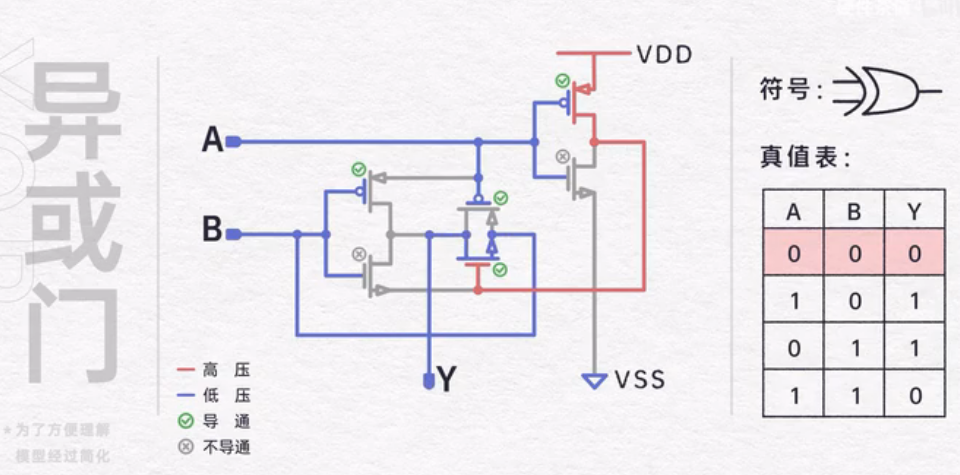 异或门
*为了方便理解
模型经过简化
A
B
Y
VDD
VSS
高 压
低 压
导 通
不导通
符号:
真值表:
A B Y
0 0 0
1 0 1
0 1 1
1 1 0